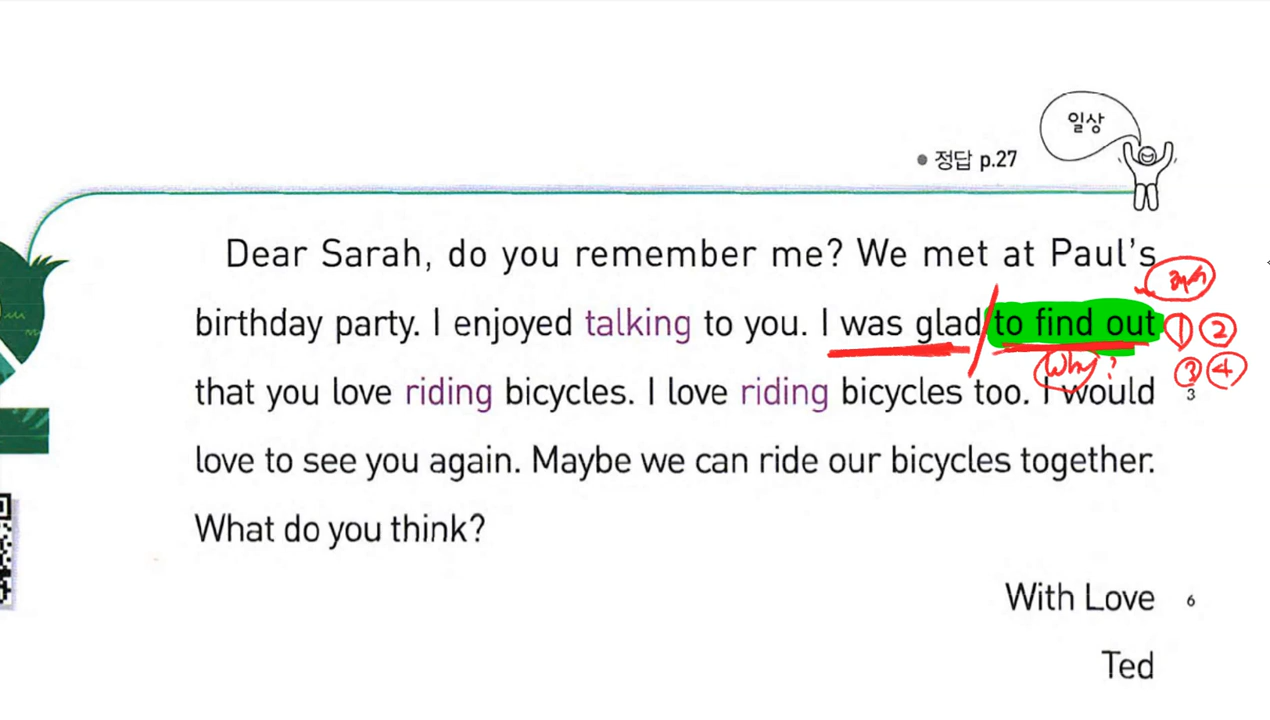 일상
● 정답 p.27
Dear Sarah, do you remember me? We met at Paul's
birthday party. I enjoyed talking to you. I was glad / to find out ① ②
Why? ③ ④
that you love riding bicycles. I love riding bicycles too. I would 3
love to see you again. Maybe we can ride our bicycles together.
What do you think?
With Love 6
Ted